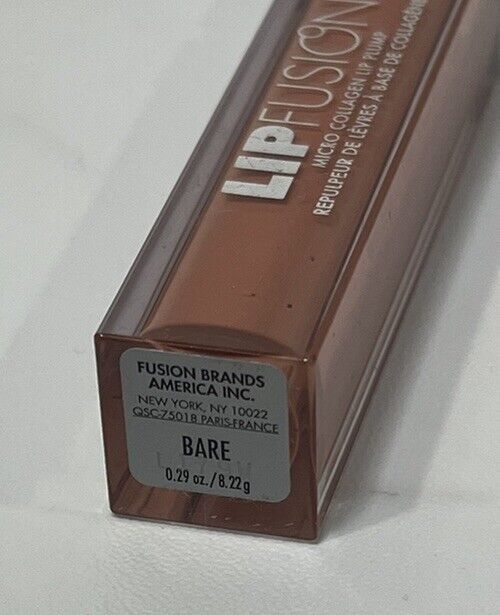 LIPFUSION
MICRO COLLAGEN LIP PLUMP
REPULPEUR DE LÈVRES À BASE DE COLLAGÈNE
FUSION BRANDS
AMERICA INC.
NEW YORK, NY 10022
QSC-75018 PARIS-FRANCE
BARE
0.29 oz./8.22g